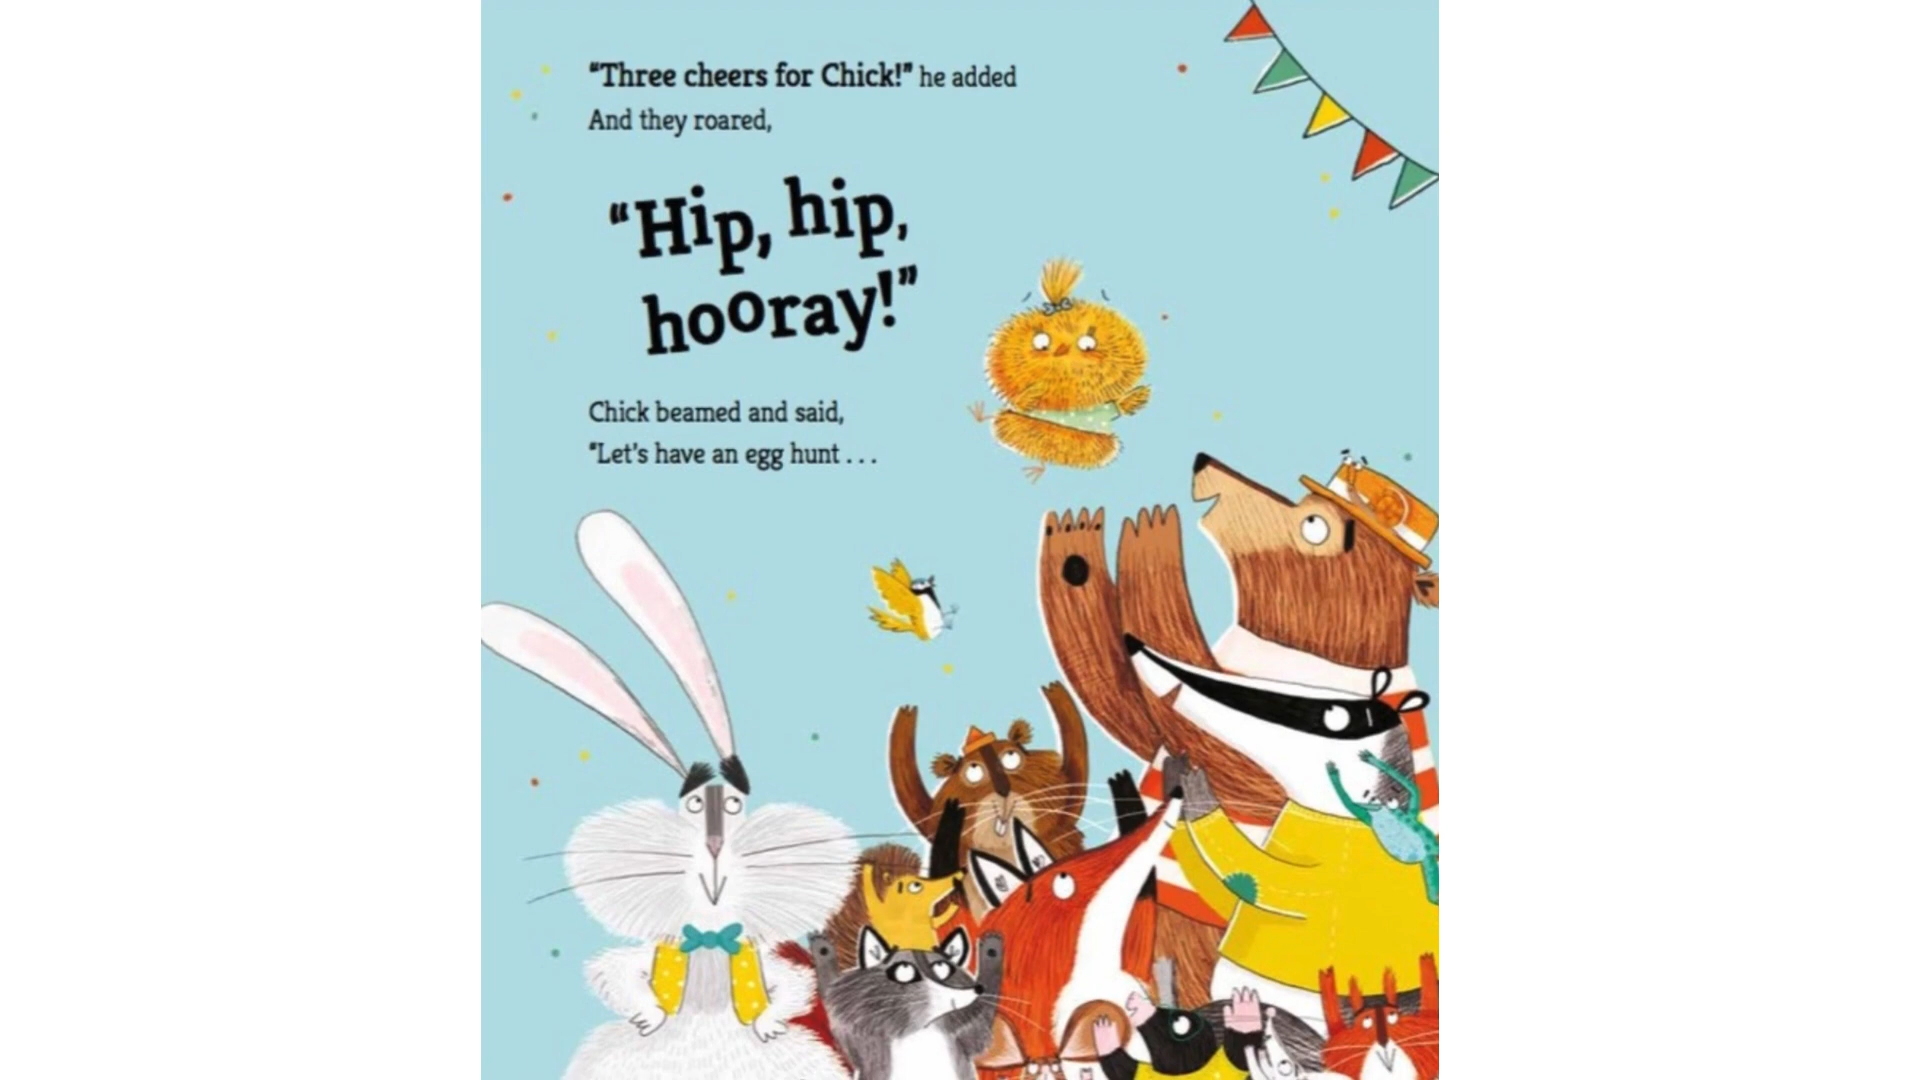 “Three cheers for Chick!” he added
And they roared,
“Hip, hip,
hooray!”
Chick beamed and said,
“Let's have an egg hunt . . .